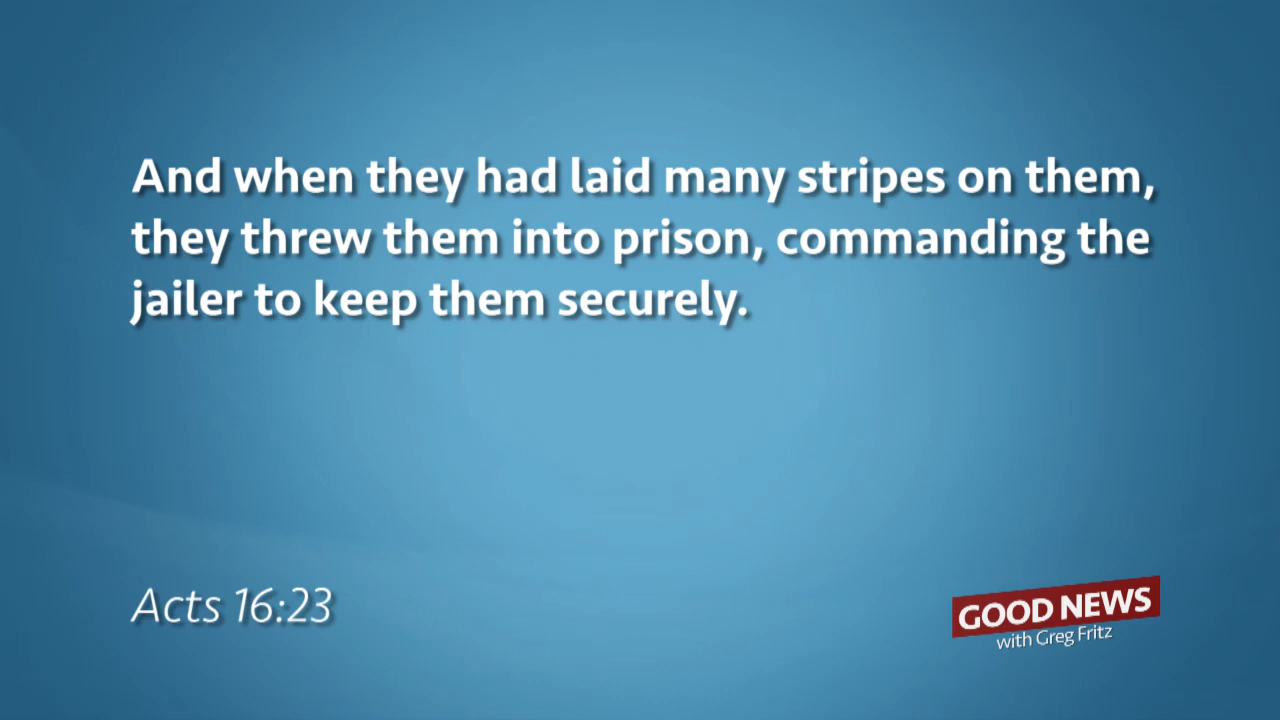 And when they had laid many stripes on them,
they threw them into prison, commanding the
jailer to keep them securely.
Acts 16:23
GOOD NEWS
with Greg Fritz